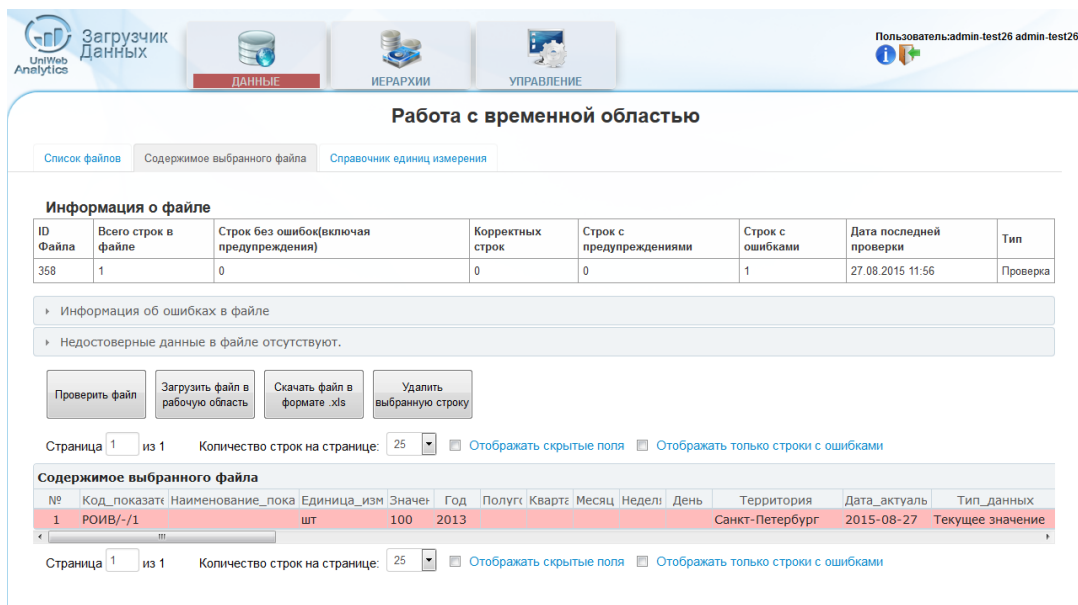 UniWeb
Analytics
Загрузчик
Данных
ДАННЫЕ
ИЕРАРХИИ
УПРАВЛЕНИЕ
Пользователь:admin-test26 admin-test26
Работа с временной областью
Список файлов
Содержимое выбранного файла
Справочник единиц измерения
Информация о файле
ID Файла
Всего строк в файле
Строк без ошибок(включая предупреждения)
Корректных строк
Строк с предупреждениями
Строк с ошибками
Дата последней проверки
Тип
358 1 0 0 0 1 27.08.2015 11:56 Проверка
Информация об ошибках в файле
Недостоверные данные в файле отсутствуют.
Проверить файл
Загрузить файл в рабочую область
Скачать файл в формате .xls
Удалить выбранную строку
Страница 1 из 1 Количество строк на странице: 25 Отображать скрытые поля Отображать только строки с ошибками
Содержимое выбранного файла
№ Код_показате Наименование_пока Единица_изм Значен Год Полуго Кварта Месяц Неделя День Территория Дата_актуаль Тип_данных
1 РОИВ/-/1 шт 100 2013 Санкт-Петербург 2015-08-27 Текущее значение
Страница 1 из 1 Количество строк на странице: 25 Отображать скрытые поля Отображать только строки с ошибками